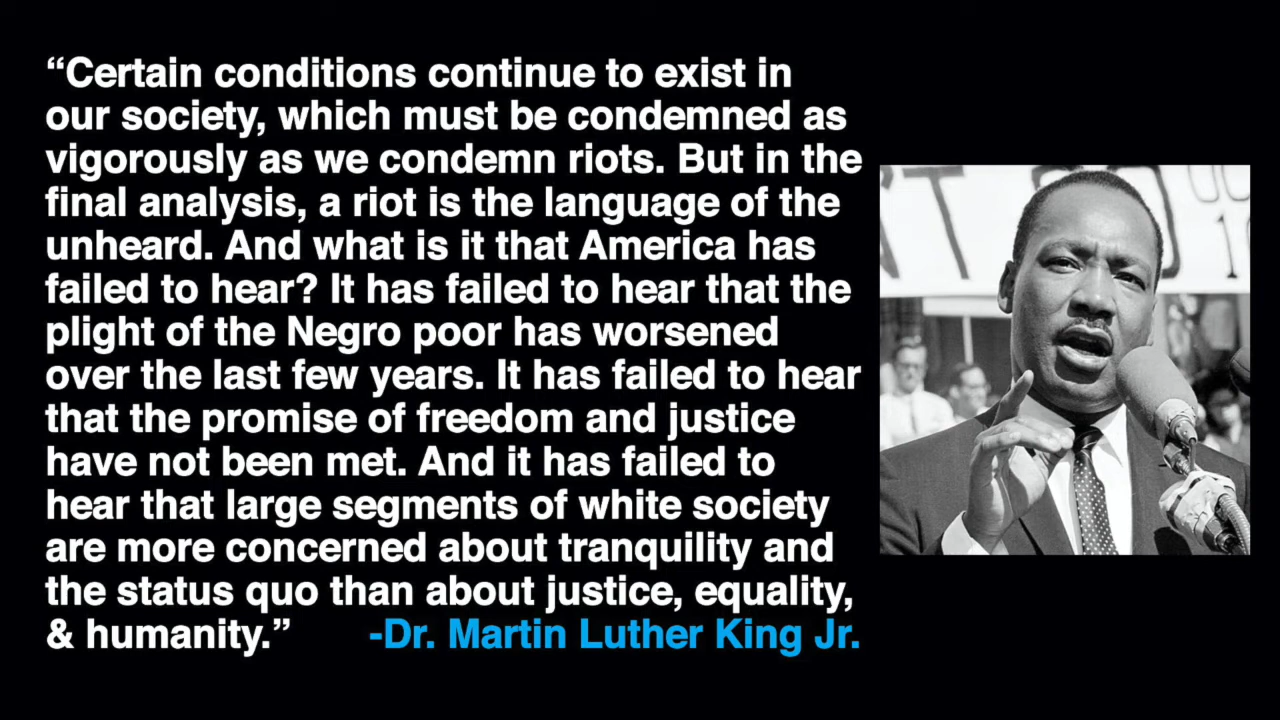 “Certain conditions continue to exist in
our society, which must be condemned as
vigorously as we condemn riots. But in the
final analysis, a riot is the language of the
unheard. And what is it that America has
failed to hear? It has failed to hear that the
plight of the Negro poor has worsened
over the last few years. It has failed to hear
that the promise of freedom and justice
have not been met. And it has failed to
hear that large segments of white society
are more concerned about tranquility and
the status quo than about justice, equality,
& humanity.” -Dr. Martin Luther King Jr.